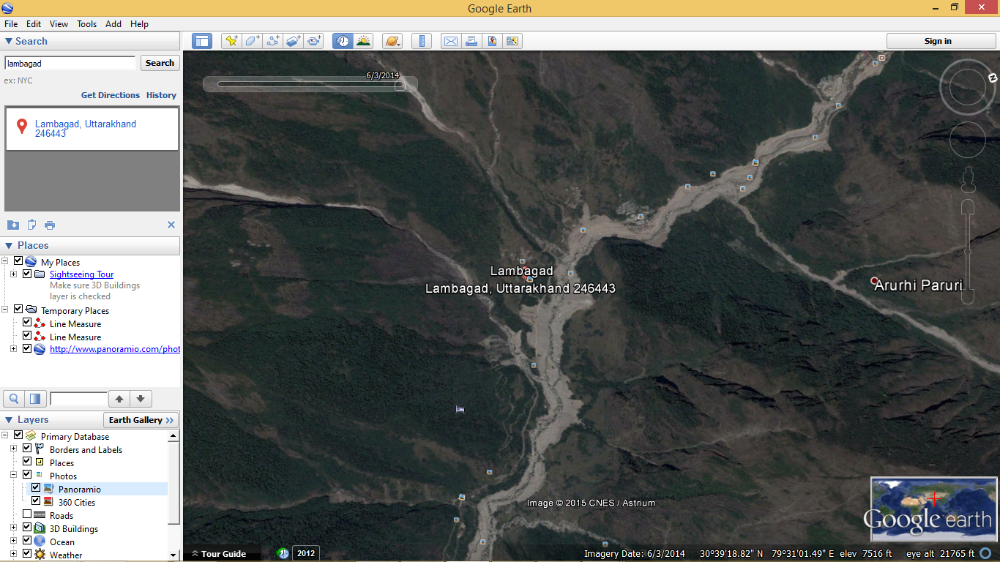 Google Earth
File Edit View Tools Add Help
Search
lambagad
Search
ex: NYC
Get Directions History
Lambagad, Uttarakhand
246443
Places
My Places
Sightseeing Tour
Make sure 3D Buildings
layer is checked
Temporary Places
Line Measure
Line Measure
http://www.panoramio.com/phot
Layers
Earth Gallery »
Primary Database
Borders and Labels
Places
Photos
Panoramio
360 Cities
Roads
3D Buildings
Ocean
Weather
Sign in
6/3/2014
N
Lambagad
Lambagad, Uttarakhand 246443
Arurhi Paruri
Image © 2015 CNES / Astrium
Google earth
Tour Guide
2012
Imagery Date: 6/3/2014 30°39'18.82" N 79°31'01.49" E elev 7516 ft eye alt 21765 ft